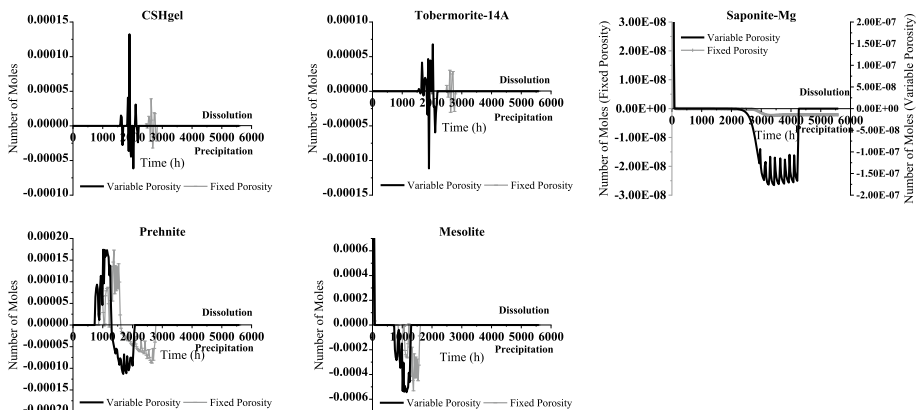 CSHgel
Number of Moles
0.00015
0.00010
0.00005
0.00000
-0.00005
-0.00010
0 1000 2000 3000 4000 5000 6000
Dissolution
Precipitation
Time (h)
Variable Porosity Fixed Porosity
Tobermorite-14A
Number of Moles
0.00010
0.00005
0.00000
-0.00005
-0.00010
-0.00015
0 1000 2000 3000 4000 5000 6000
Dissolution
Precipitation
Time (h)
Variable Porosity Fixed Porosity
Saponite-Mg
Number of Moles (Fixed Porosity)
3.00E-08
2.00E-08
1.00E-08
0.00E+00
-1.00E-08
-2.00E-08
-3.00E-08
Variable Porosity
Fixed Porosity
0 1000 2000 3000 4000 5000 6000
Dissolution
Precipitation
Time (h)
2.00E-07
1.50E-07
1.00E-07
5.00E-08
0.00E+00
-5.00E-08
-1.00E-07
-1.50E-07
-2.00E-07
Number of Moles (Variable Porosity)
Prehnite
Number of Moles
0.00020
0.00015
0.00010
0.00005
0.00000
-0.00005
-0.00010
-0.00015
-0.00020
0 1000 2000 3000 4000 5000 6000
Dissolution
Precipitation
Time (h)
Variable Porosity Fixed Porosity
Mesolite
Number of Moles
0.0006
0.0004
0.0002
0.0000
-0.0002
-0.0004
-0.0006
0 1000 2000 3000 4000 5000 6000
Dissolution
Precipitation
Time (h)
Variable Porosity Fixed Porosity